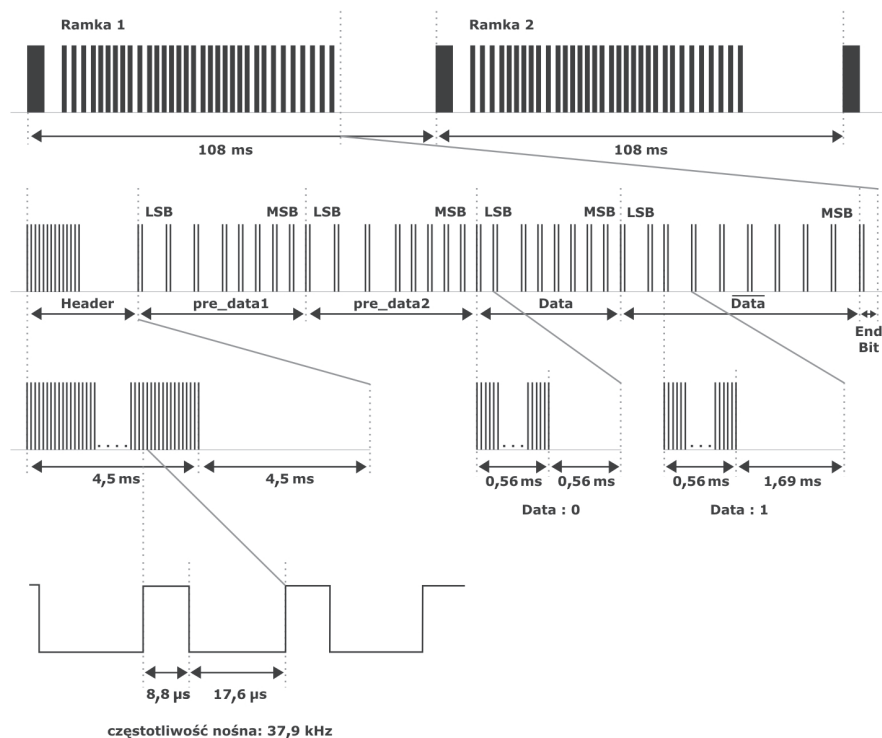 Ramka 1
Ramka 2
108 ms
108 ms
LSB MSB LSB MSB LSB MSB LSB MSB
Header pre_data1 pre_data2 Data Data
End
Bit
4,5 ms 4,5 ms 0,56 ms 0,56 ms 0,56 ms 1,69 ms
Data : 0 Data : 1
8,8 µs 17,6 µs
częstotliwość nośna: 37,9 kHz